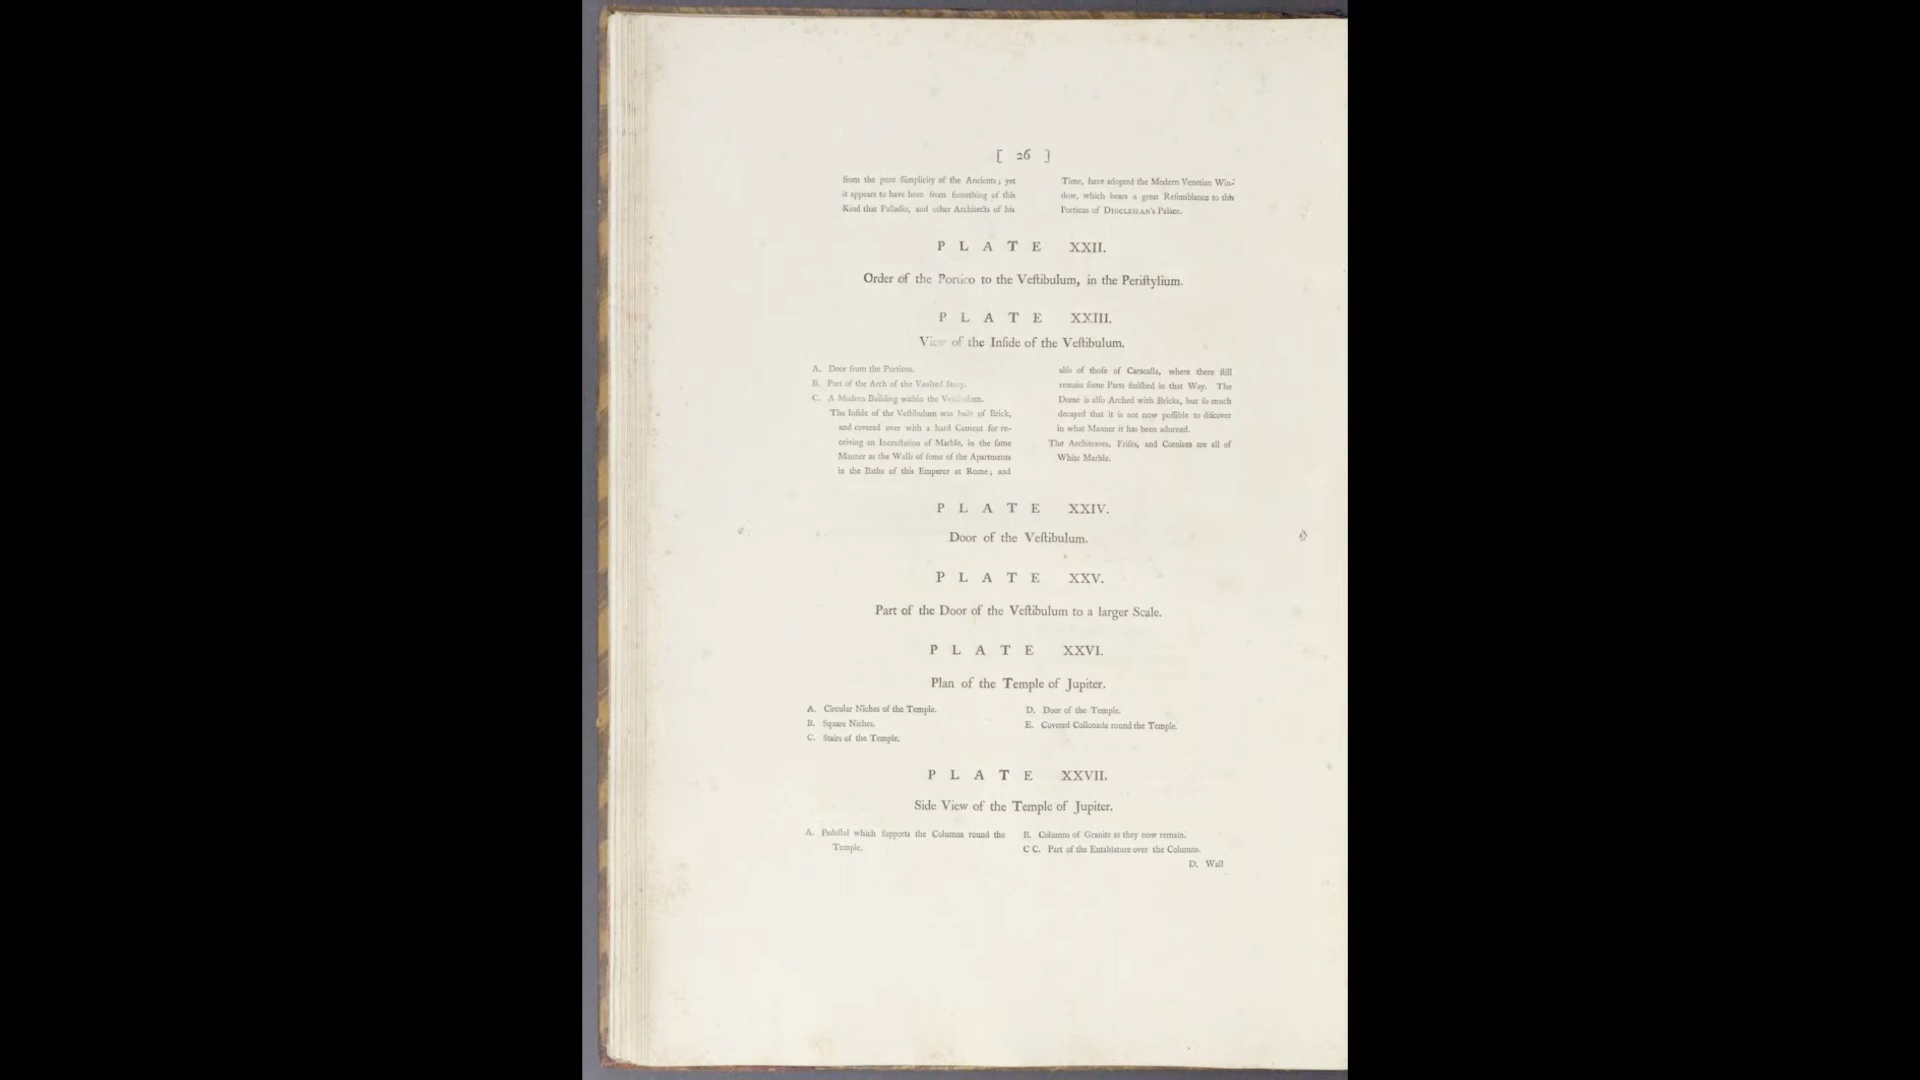 [ 26 ]
from the pure Simplicity of the Ancients; yet
it appears to have been from ſomething of this
Kind that Palladio, and other Architects of his
Time, have adopted the Modern Venetian Win-
dow, which bears a great Reſemblance to this
Porticus of DIOCLESIAN's Palace.
PLATE XXII.
Order of the Portico to the Veſtibulum, in the Periſtylium.
PLATE XXIII.
View of the Inſide of the Veſtibulum.
A. Door from the Porticus.
B. Part of the Arch of the Vaulted Story.
C. A Modern Building within the Veſtibulum.
The Inſide of the Veſtibulum was built of Brick,
and covered over with a hard Cement for re-
ceiving an Incruſtation of Marble, in the ſame
Manner as the Walls of ſome of the Apartments
in the Baths of this Emperor at Rome; and
alſo of thoſe of Caracalla, where there ſtill
remain ſome Parts finiſhed in that Way. The
Dome is alſo Arched with Bricks, but ſo much
decayed that it is not now poſſible to diſcover
in what Manner it has been adorned.
The Architraves, Friſes, and Cornices are all of
White Marble.
PLATE XXIV.
Door of the Veſtibulum.
PLATE XXV.
Part of the Door of the Veſtibulum to a larger Scale.
PLATE XXVI.
Plan of the Temple of Jupiter.
A. Circular Niches of the Temple.
B. Square Niches.
C. Stairs of the Temple.
D. Door of the Temple.
E. Covered Collonade round the Temple.
PLATE XXVII.
Side View of the Temple of Jupiter.
A. Pedeſtal which ſupports the Columns round the
Temple.
B. Columns of Granite as they now remain.
C C. Part of the Entablature over the Columns.
D. Wall